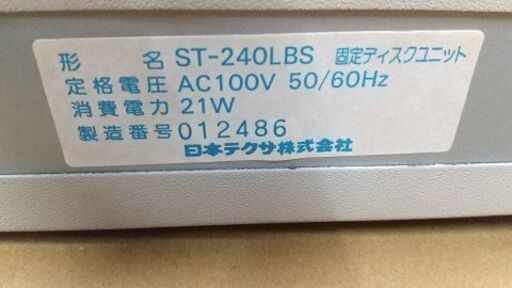 形 名 ST-240LBS 固定ディスクユニット
定格電圧 AC100V 50/60Hz
消費電力 21W
製造番号 012486
日本テクサ株式会社